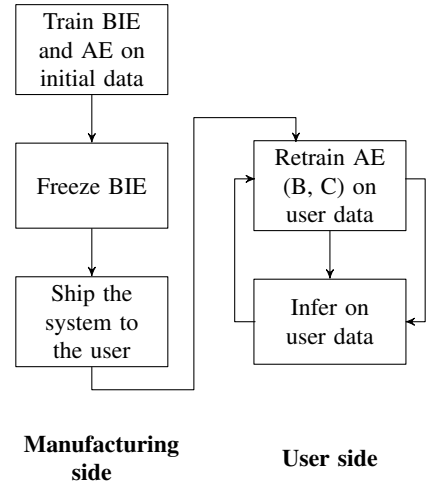 Train BIE
and AE on
initial data
Freeze BIE
Ship the
system to
the user
Manufacturing
side
Retrain AE
(B, C) on
user data
Infer on
user data
User side